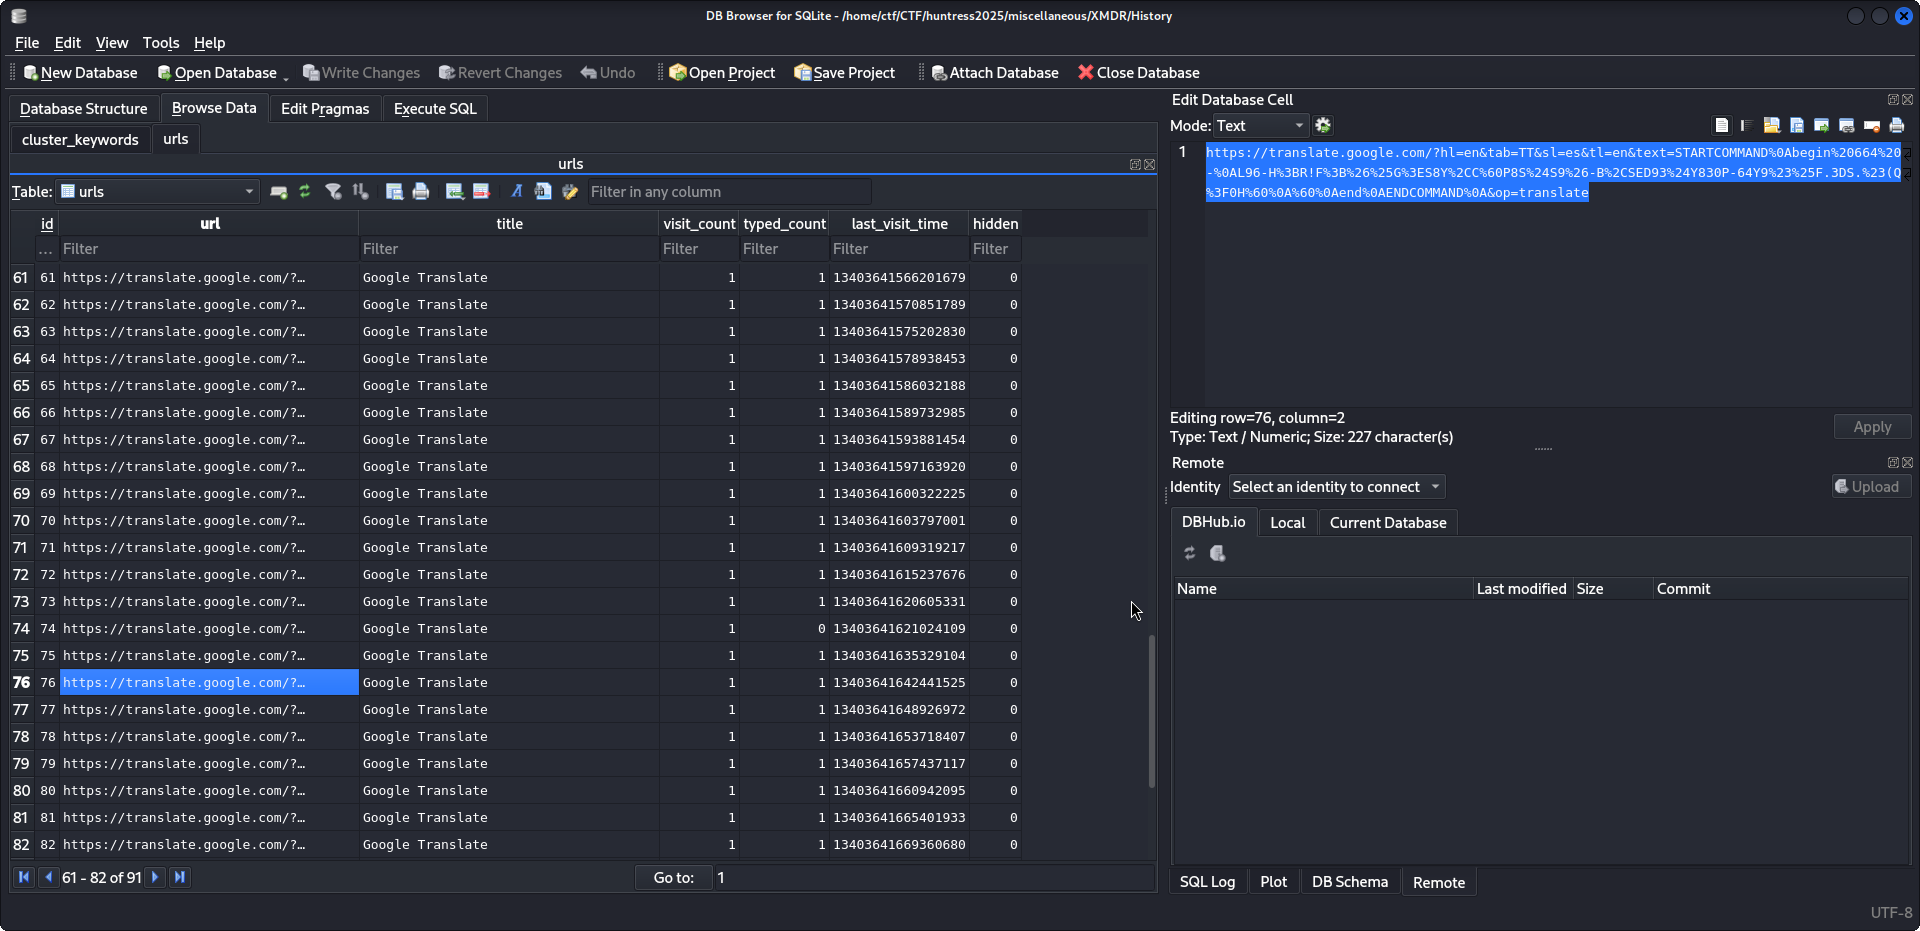 DB Browser for SQLite - /home/ctf/CTF/huntress2025/miscellaneous/XMDR/History
File Edit View Tools Help
New Database Open Database Write Changes Revert Changes Undo Open Project Save Project Attach Database Close Database
Database Structure Browse Data Edit Pragmas Execute SQL
cluster_keywords urls
urls
Table: urls Filter in any column
id url title visit_count typed_count last_visit_time hidden
... Filter Filter Filter Filter Filter Filter
61 61 https://translate.google.com/?… Google Translate 1 1 13403641566201679 0
62 62 https://translate.google.com/?… Google Translate 1 1 13403641570851789 0
63 63 https://translate.google.com/?… Google Translate 1 1 13403641575202830 0
64 64 https://translate.google.com/?… Google Translate 1 1 13403641578938453 0
65 65 https://translate.google.com/?… Google Translate 1 1 13403641586032188 0
66 66 https://translate.google.com/?… Google Translate 1 1 13403641589732985 0
67 67 https://translate.google.com/?… Google Translate 1 1 13403641593881454 0
68 68 https://translate.google.com/?… Google Translate 1 1 13403641597163920 0
69 69 https://translate.google.com/?… Google Translate 1 1 13403641600322225 0
70 70 https://translate.google.com/?… Google Translate 1 1 13403641603797001 0
71 71 https://translate.google.com/?… Google Translate 1 1 13403641609319217 0
72 72 https://translate.google.com/?… Google Translate 1 1 13403641615237676 0
73 73 https://translate.google.com/?… Google Translate 1 1 13403641620605331 0
74 74 https://translate.google.com/?… Google Translate 1 0 13403641621024109 0
75 75 https://translate.google.com/?… Google Translate 1 1 13403641635329104 0
76 76 https://translate.google.com/?… Google Translate 1 1 13403641642441525 0
77 77 https://translate.google.com/?… Google Translate 1 1 13403641648926972 0
78 78 https://translate.google.com/?… Google Translate 1 1 13403641653718407 0
79 79 https://translate.google.com/?… Google Translate 1 1 13403641657437117 0
80 80 https://translate.google.com/?… Google Translate 1 1 13403641660942095 0
81 81 https://translate.google.com/?… Google Translate 1 1 13403641665401933 0
82 82 https://translate.google.com/?… Google Translate 1 1 13403641669360680 0
61 - 82 of 91 Go to: 1
Edit Database Cell
Mode: Text
1 https://translate.google.com/?hl=en&tab=TT&sl=es&tl=en&text=STARTCOMMAND%0Abegin%20664%20
-%0AL96-H%3BR!F%3B%26%25G%3ES8Y%2CC%60P8S%24S9%26-B%2CSED93%24Y830P-64Y9%23%25F.3DS.%23(Q
%3F0H%60%0A%60%0Aend%0AENDCOMMAND%0A&op=translate
Editing row=76, column=2
Type: Text / Numeric; Size: 227 character(s)
Apply
Remote
Identity Select an identity to connect Upload
DBHub.io Local Current Database
Name Last modified Size Commit
SQL Log Plot DB Schema Remote
UTF-8